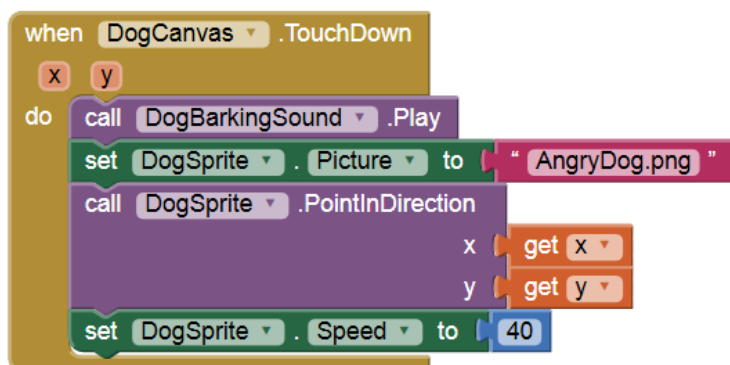 when DogCanvas .TouchDown
x y
do call DogBarkingSound .Play
set DogSprite . Picture to “ AngryDog.png ”
call DogSprite .PointInDirection
x get x
y get y
set DogSprite . Speed to 40